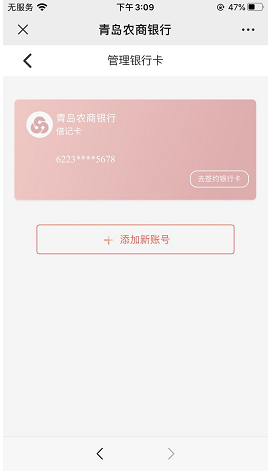 无服务 下午3:09 47%
青岛农商银行
管理银行卡
青岛农商银行
借记卡
6223****5678
去签约银行卡
添加新账号